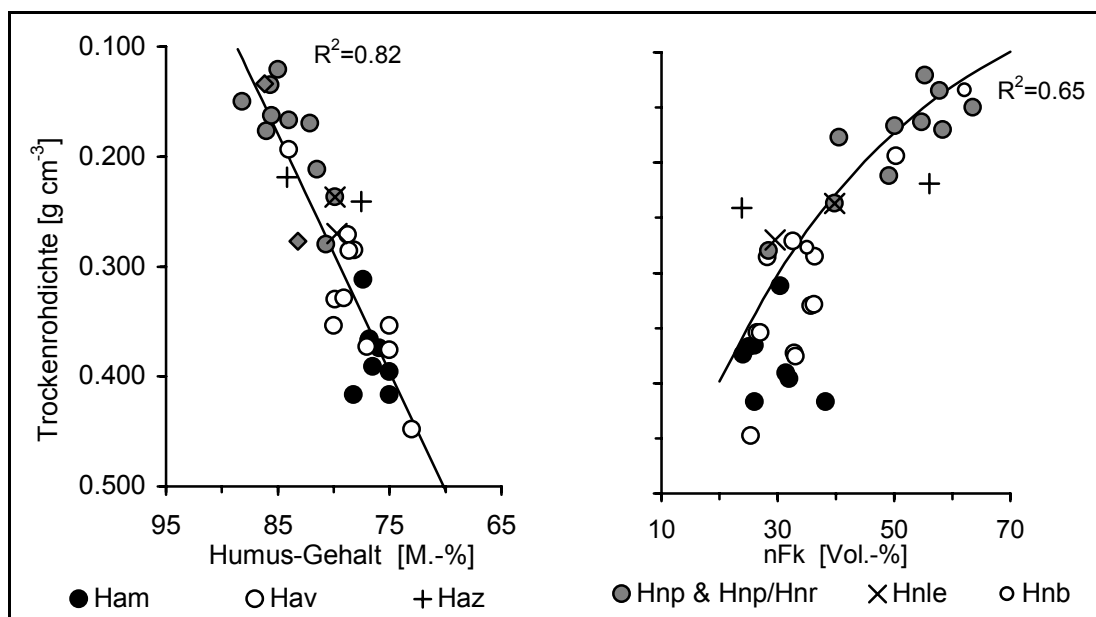 R²=0.82
R²=0.65
Trockenrohdichte [g cm⁻³]
0.100
0.200
0.300
0.400
0.500
95 85 75 65
10 30 50 70
Humus-Gehalt [M.-%]
nFk [Vol.-%]
Ham Hav Haz Hnp & Hnp/Hnr Hnle Hnb